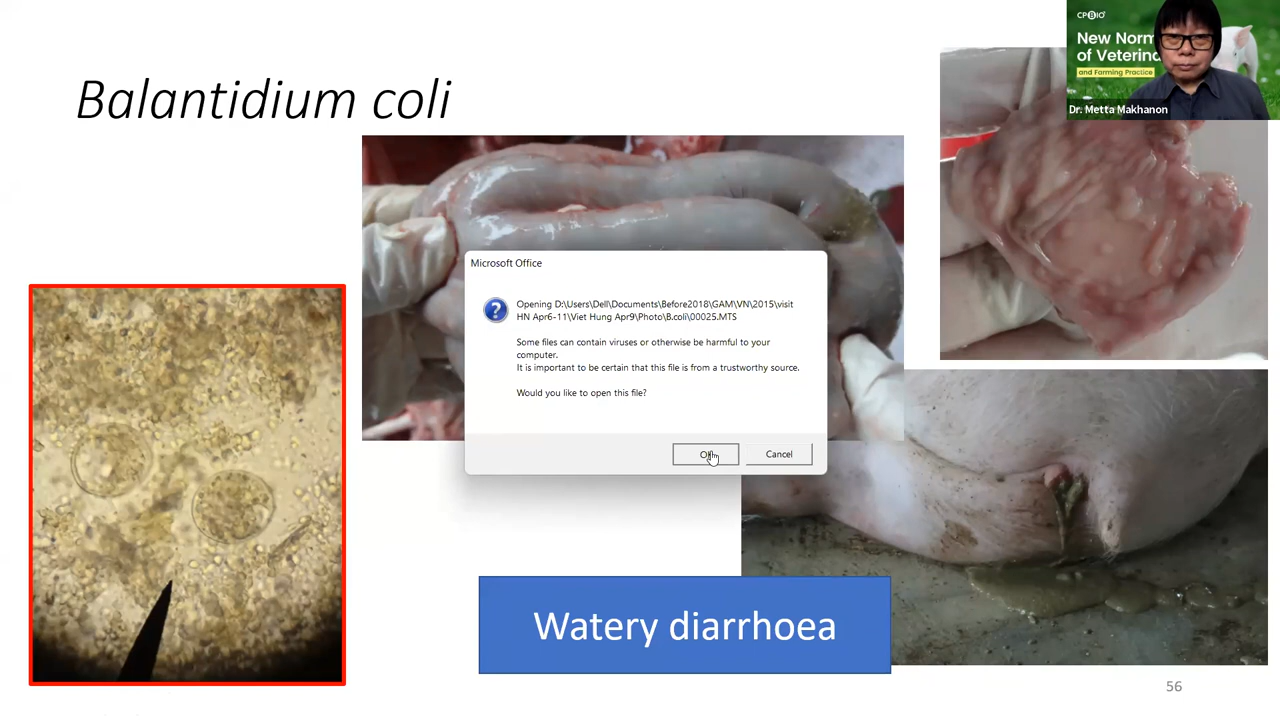 Balantidium coli
CPBIO
New Norm
of Veterina
and Farming Practice
Dr. Metta Makhanon
Microsoft Office
Opening D:\Users\Dell\Documents\Before2018\GAM\VN\2015\visit
HN Apr6-11\Viet Hung Apr9\Photo\B.coli\00025.MTS
Some files can contain viruses or otherwise be harmful to your
computer.
It is important to be certain that this file is from a trustworthy source.
Would you like to open this file?
OK
Cancel
Watery diarrhoea
56